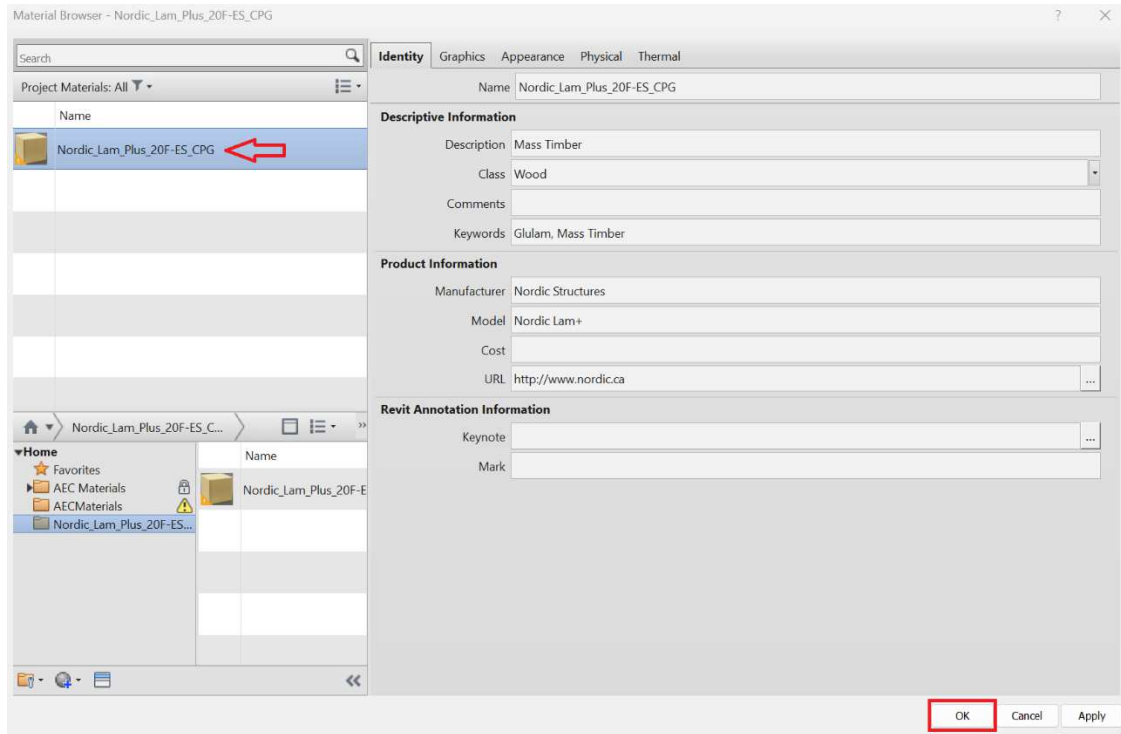 Material Browser - Nordic_Lam_Plus_20F-ES_CPG
?
Search
Project Materials: All
Name
Nordic_Lam_Plus_20F-ES_CPG
Nordic_Lam_Plus_20F-ES_C...
»
Home
Favorites
AEC Materials
AECMaterials
Nordic_Lam_Plus_20F-ES...
Name
Nordic_Lam_Plus_20F-E
Identity Graphics Appearance Physical Thermal
Name Nordic_Lam_Plus_20F-ES_CPG
Descriptive Information
Description Mass Timber
Class Wood
Comments
Keywords Glulam, Mass Timber
Product Information
Manufacturer Nordic Structures
Model Nordic Lam+
Cost
URL http://www.nordic.ca ...
Revit Annotation Information
Keynote ...
Mark
OK Cancel Apply